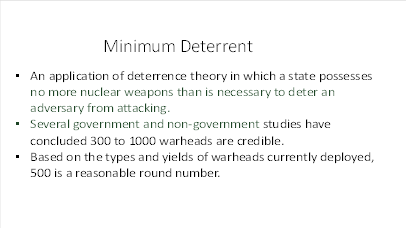 Minimum Deterrent
▪ An application of deterrence theory in which a state possesses
no more nuclear weapons than is necessary to deter an
adversary from attacking.
▪ Several government and non-government studies have
concluded 300 to 1000 warheads are credible.
▪ Based on the types and yields of warheads currently deployed,
500 is a reasonable round number.